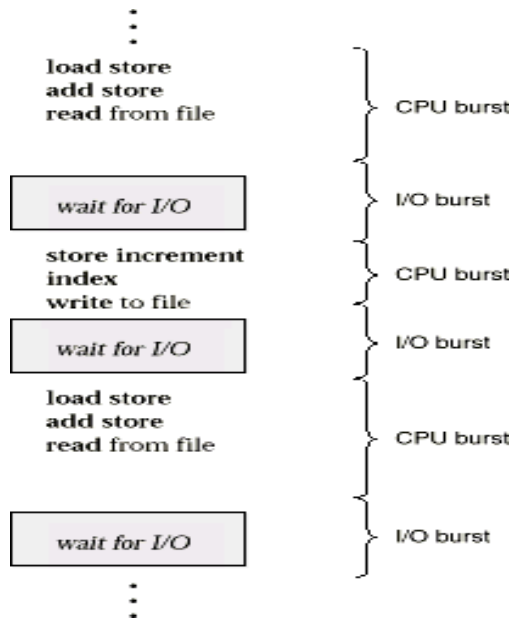 load store
add store
read from file
CPU burst
wait for I/O
I/O burst
store increment
index
write to file
CPU burst
wait for I/O
I/O burst
load store
add store
read from file
CPU burst
wait for I/O
I/O burst